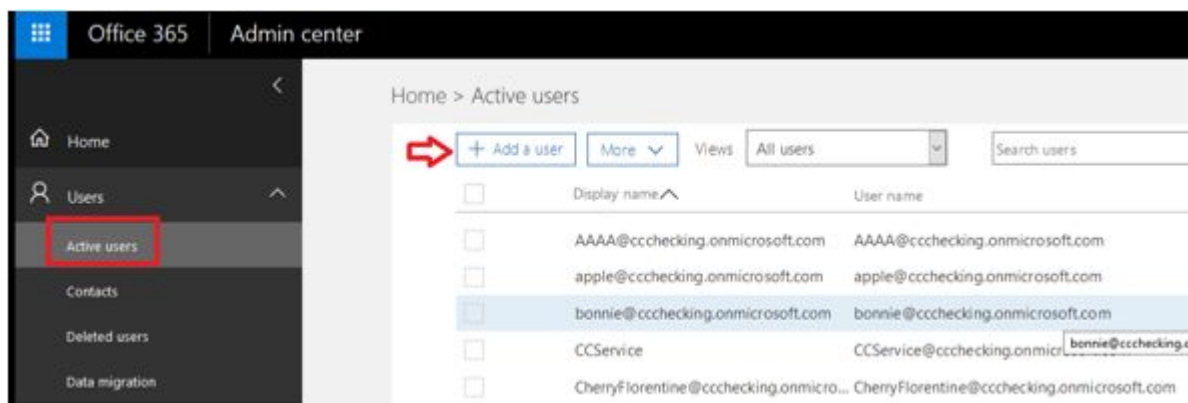 Office 365 Admin center
Home > Active users
Home
+ Add a user More Views All users Search users
Users
Display name User name
Active users
AAAA@ccchecking.onmicrosoft.com AAAA@ccchecking.onmicrosoft.com
apple@ccchecking.onmicrosoft.com apple@ccchecking.onmicrosoft.com
Contacts
bonnie@ccchecking.onmicrosoft.com bonnie@ccchecking.onmicrosoft.com
Deleted users
bonnie@ccchecking.
CCService CCService@ccchecking.onmicr
Data migration
CherryFlorentine@ccchecking.onmicro... CherryFlorentine@ccchecking.onmicrosoft.com